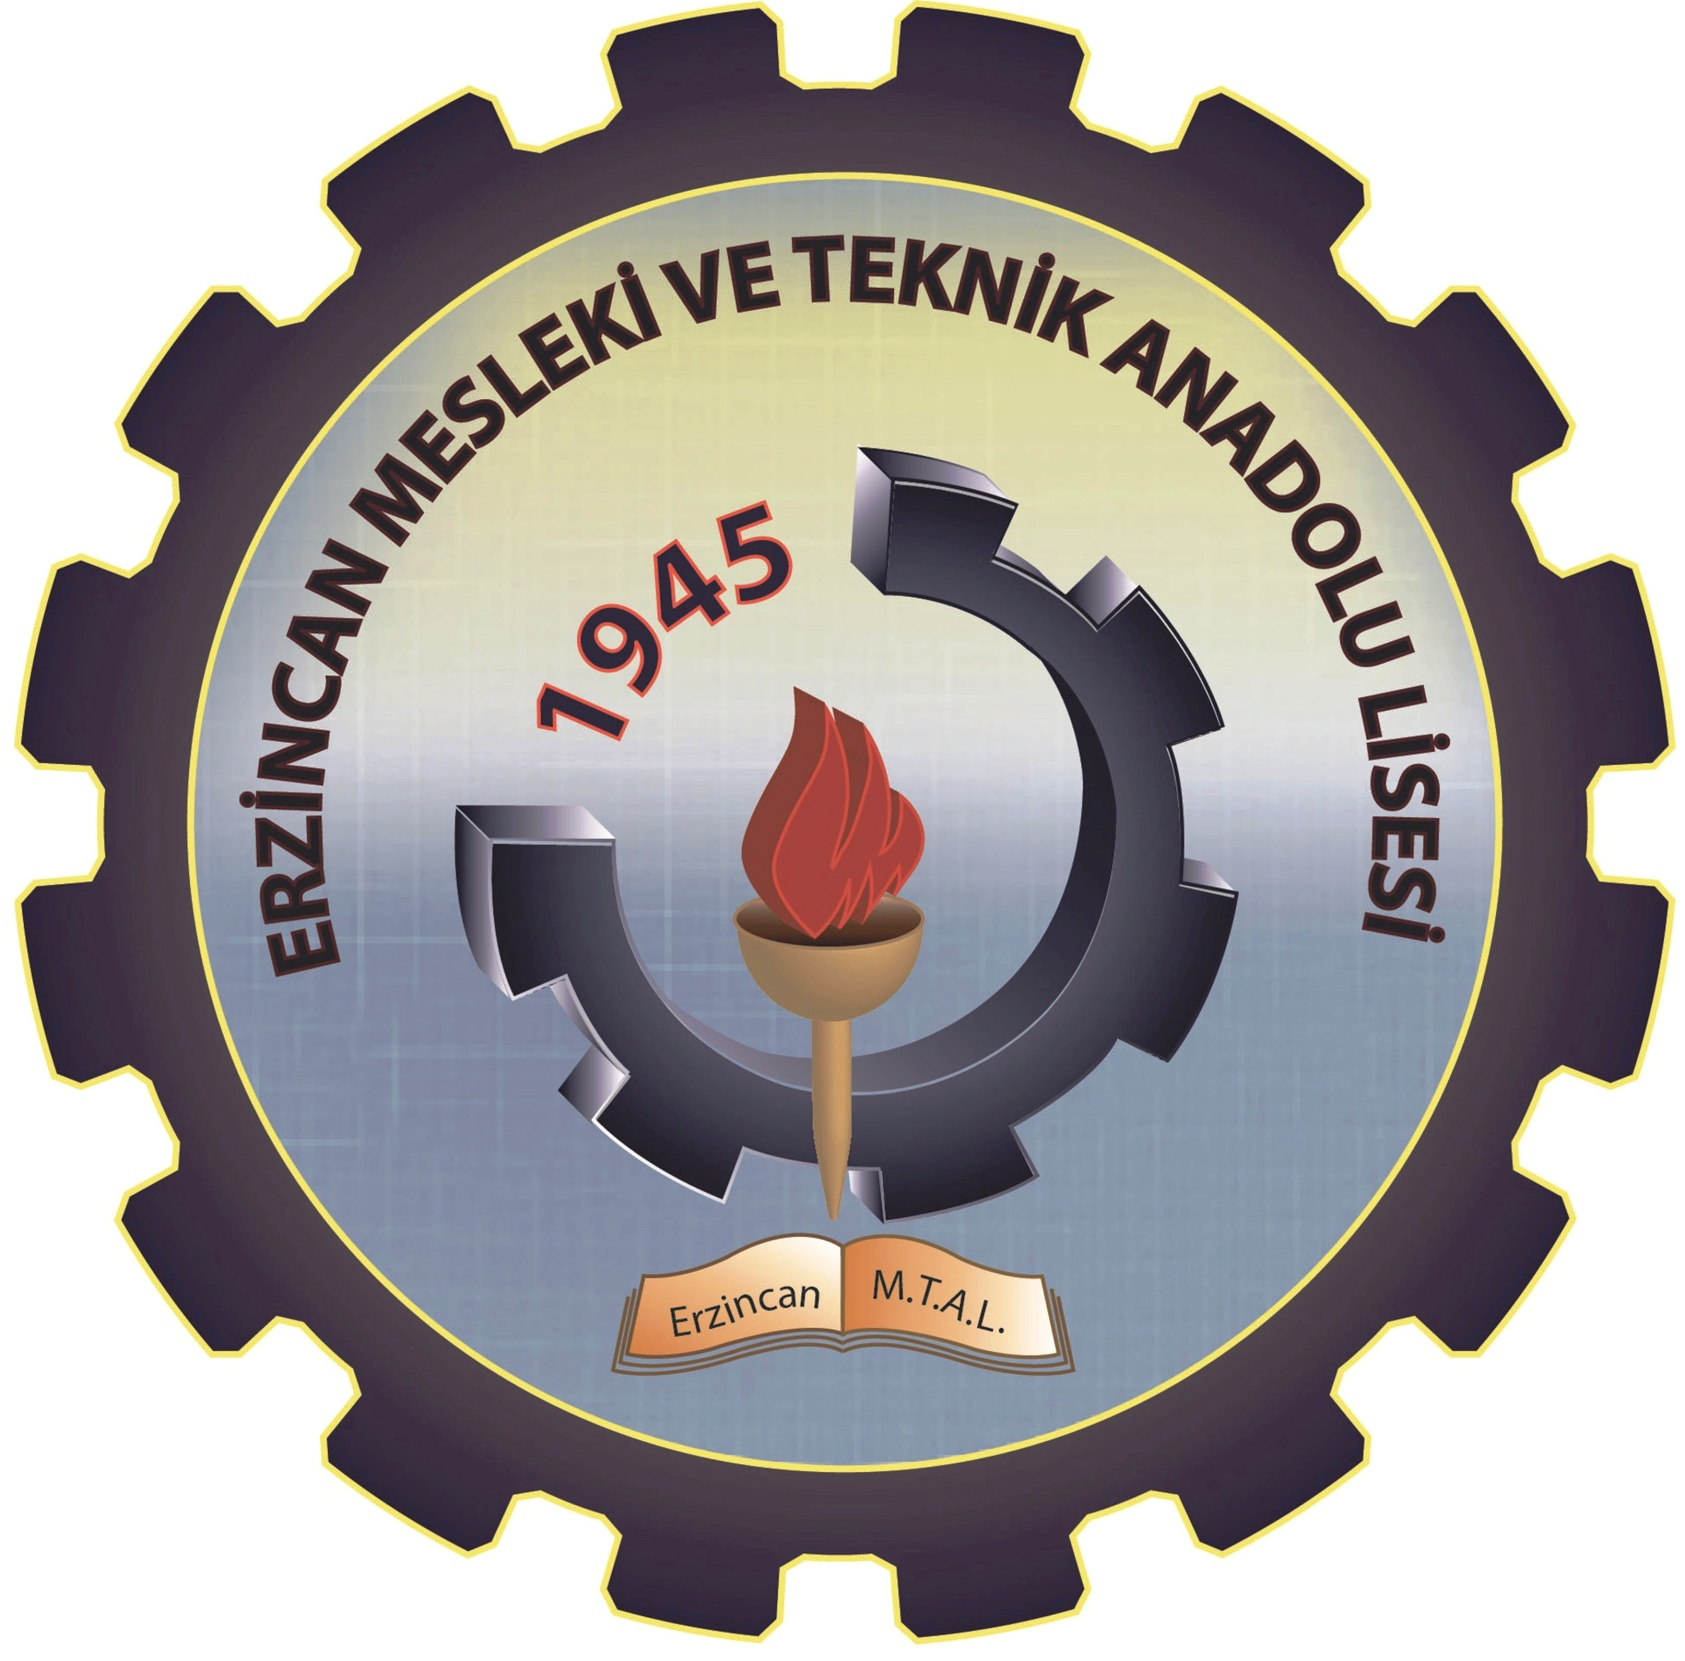 ERZİNCAN MESLEKİ VE TEKNİK ANADOLU LİSESİ
1945
Erzincan M.T.A.L.